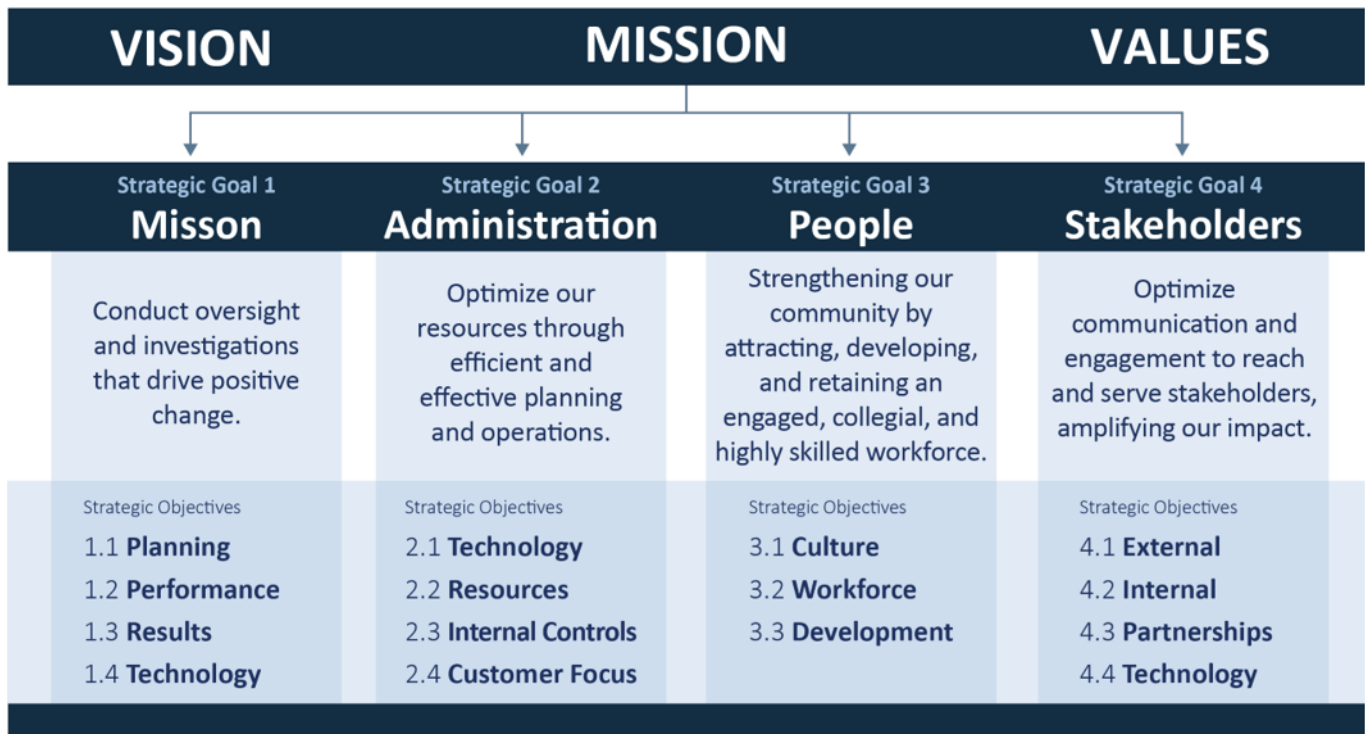 VISION
MISSION
VALUES
Strategic Goal 1
Misson
Conduct oversight
and investigations
that drive positive
change.
Strategic Objectives
1.1 Planning
1.2 Performance
1.3 Results
1.4 Technology
Strategic Goal 2
Administration
Optimize our
resources through
efficient and
effective planning
and operations.
Strategic Objectives
2.1 Technology
2.2 Resources
2.3 Internal Controls
2.4 Customer Focus
Strategic Goal 3
People
Strengthening our
community by
attracting, developing,
and retaining an
engaged, collegial, and
highly skilled workforce.
Strategic Objectives
3.1 Culture
3.2 Workforce
3.3 Development
Strategic Goal 4
Stakeholders
Optimize
communication and
engagement to reach
and serve stakeholders,
amplifying our impact.
Strategic Objectives
4.1 External
4.2 Internal
4.3 Partnerships
4.4 Technology